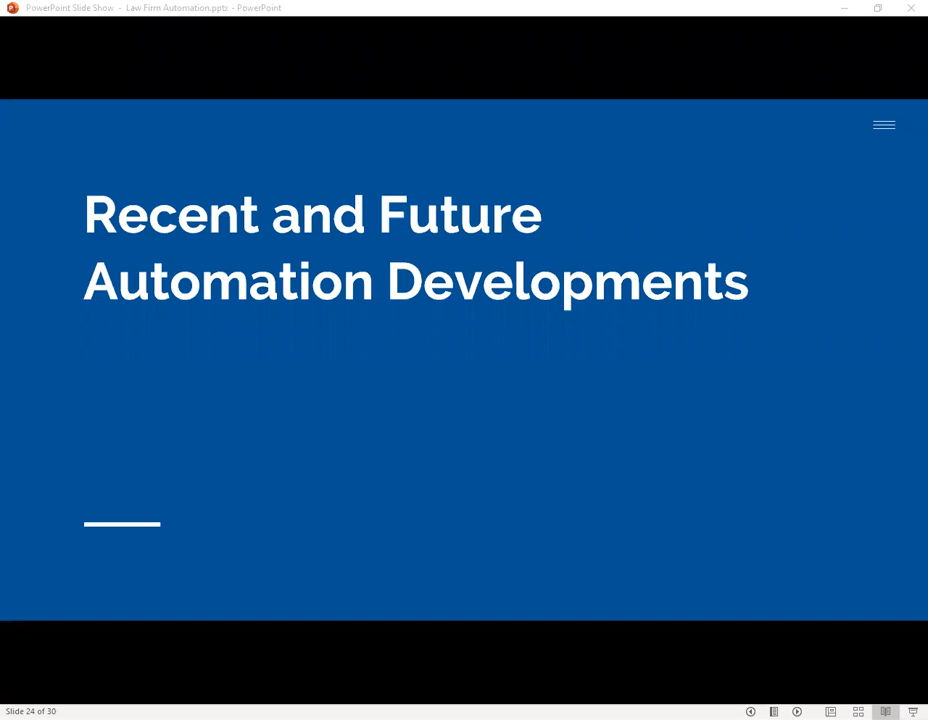 PowerPoint Slide Show - Law Firm Automation.pptx - PowerPoint
Recent and Future
Automation Developments
Slide 24 of 30